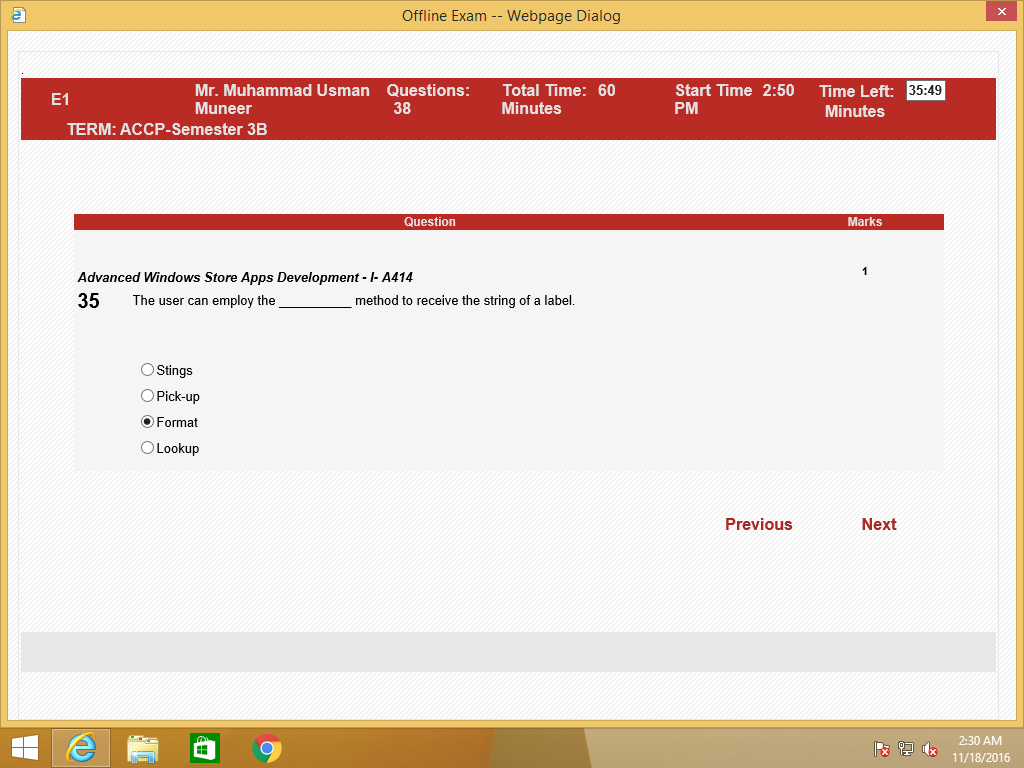 Offline Exam -- Webpage Dialog
.
E1
Mr. Muhammad Usman Muneer
Questions: 38
Total Time: 60 Minutes
Start Time 2:50 PM
Time Left: 35:49 Minutes
TERM: ACCP-Semester 3B
Question Marks
Advanced Windows Store Apps Development - I- A414 1
35 The user can employ the __________ method to receive the string of a label.
Stings
Pick-up
Format
Lookup
Previous Next
2:30 AM
11/18/2016